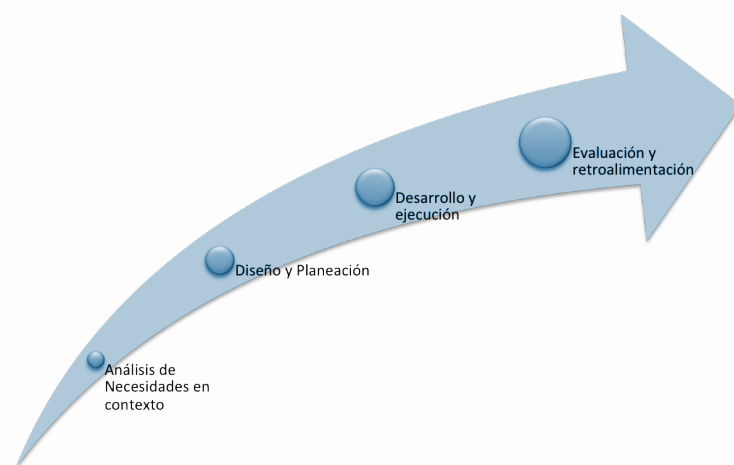 Evaluación y
retroalimentación
Desarrollo y
ejecución
Diseño y Planeación
Análisis de
Necesidades en
contexto